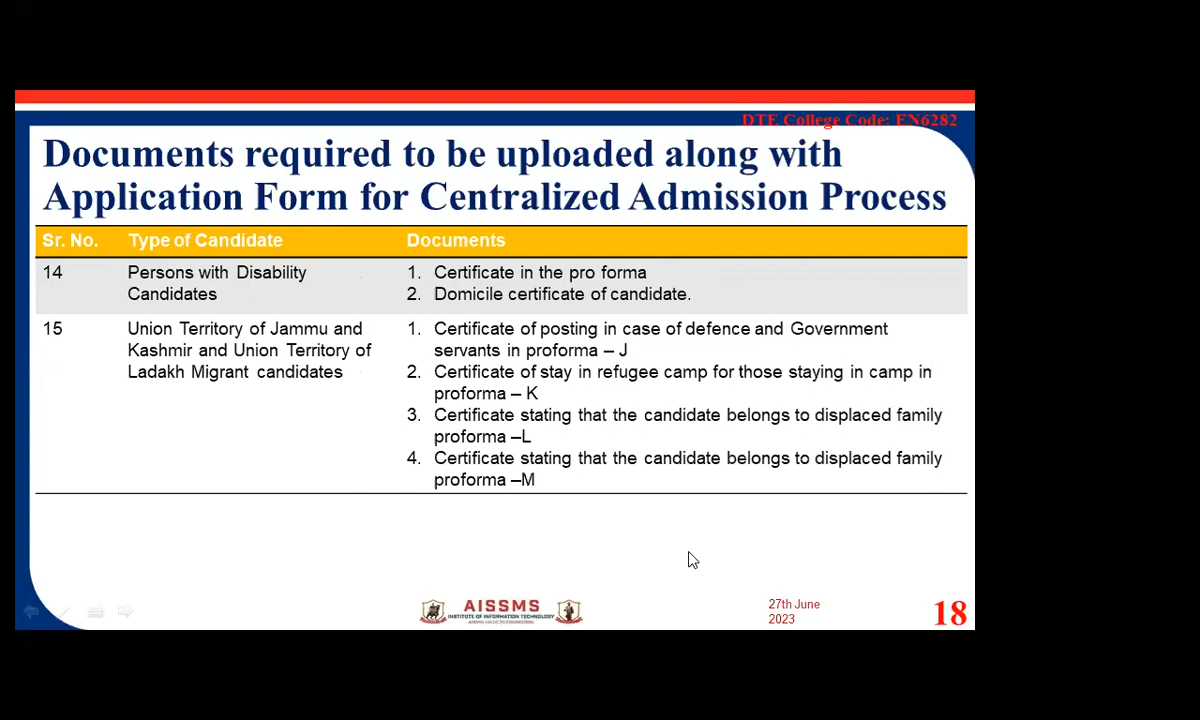 DTE College Code: EN6282
Documents required to be uploaded along with
Application Form for Centralized Admission Process
Sr. No. Type of Candidate Documents
14 Persons with Disability Candidates
1. Certificate in the pro forma
2. Domicile certificate of candidate.
15 Union Territory of Jammu and
Kashmir and Union Territory of
Ladakh Migrant candidates
1. Certificate of posting in case of defence and Government
servants in proforma – J
2. Certificate of stay in refugee camp for those staying in camp in
proforma – K
3. Certificate stating that the candidate belongs to displaced family
proforma –L
4. Certificate stating that the candidate belongs to displaced family
proforma –M
AISSMS
INSTITUTE OF INFORMATION TECHNOLOGY
27th June
2023
18